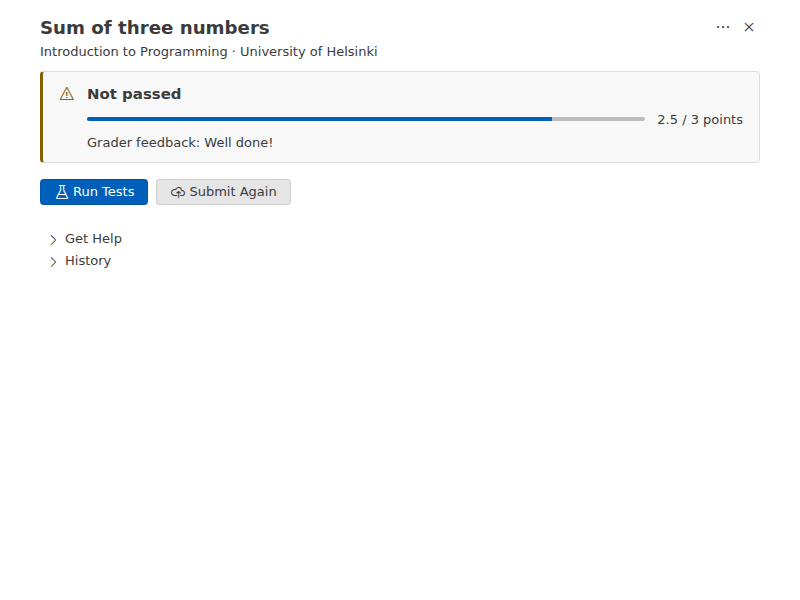 Sum of three numbers
Introduction to Programming · University of Helsinki
Not passed
2.5 / 3 points
Grader feedback: Well done!
Run Tests
Submit Again
Get Help
History